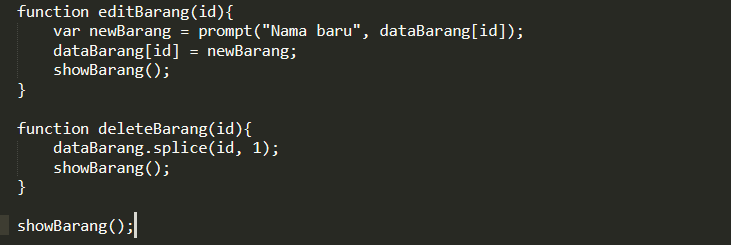 function editBarang(id){
    var newBarang = prompt("Nama baru", dataBarang[id]);
    dataBarang[id] = newBarang;
    showBarang();
}

function deleteBarang(id){
    dataBarang.splice(id, 1);
    showBarang();
}

showBarang();